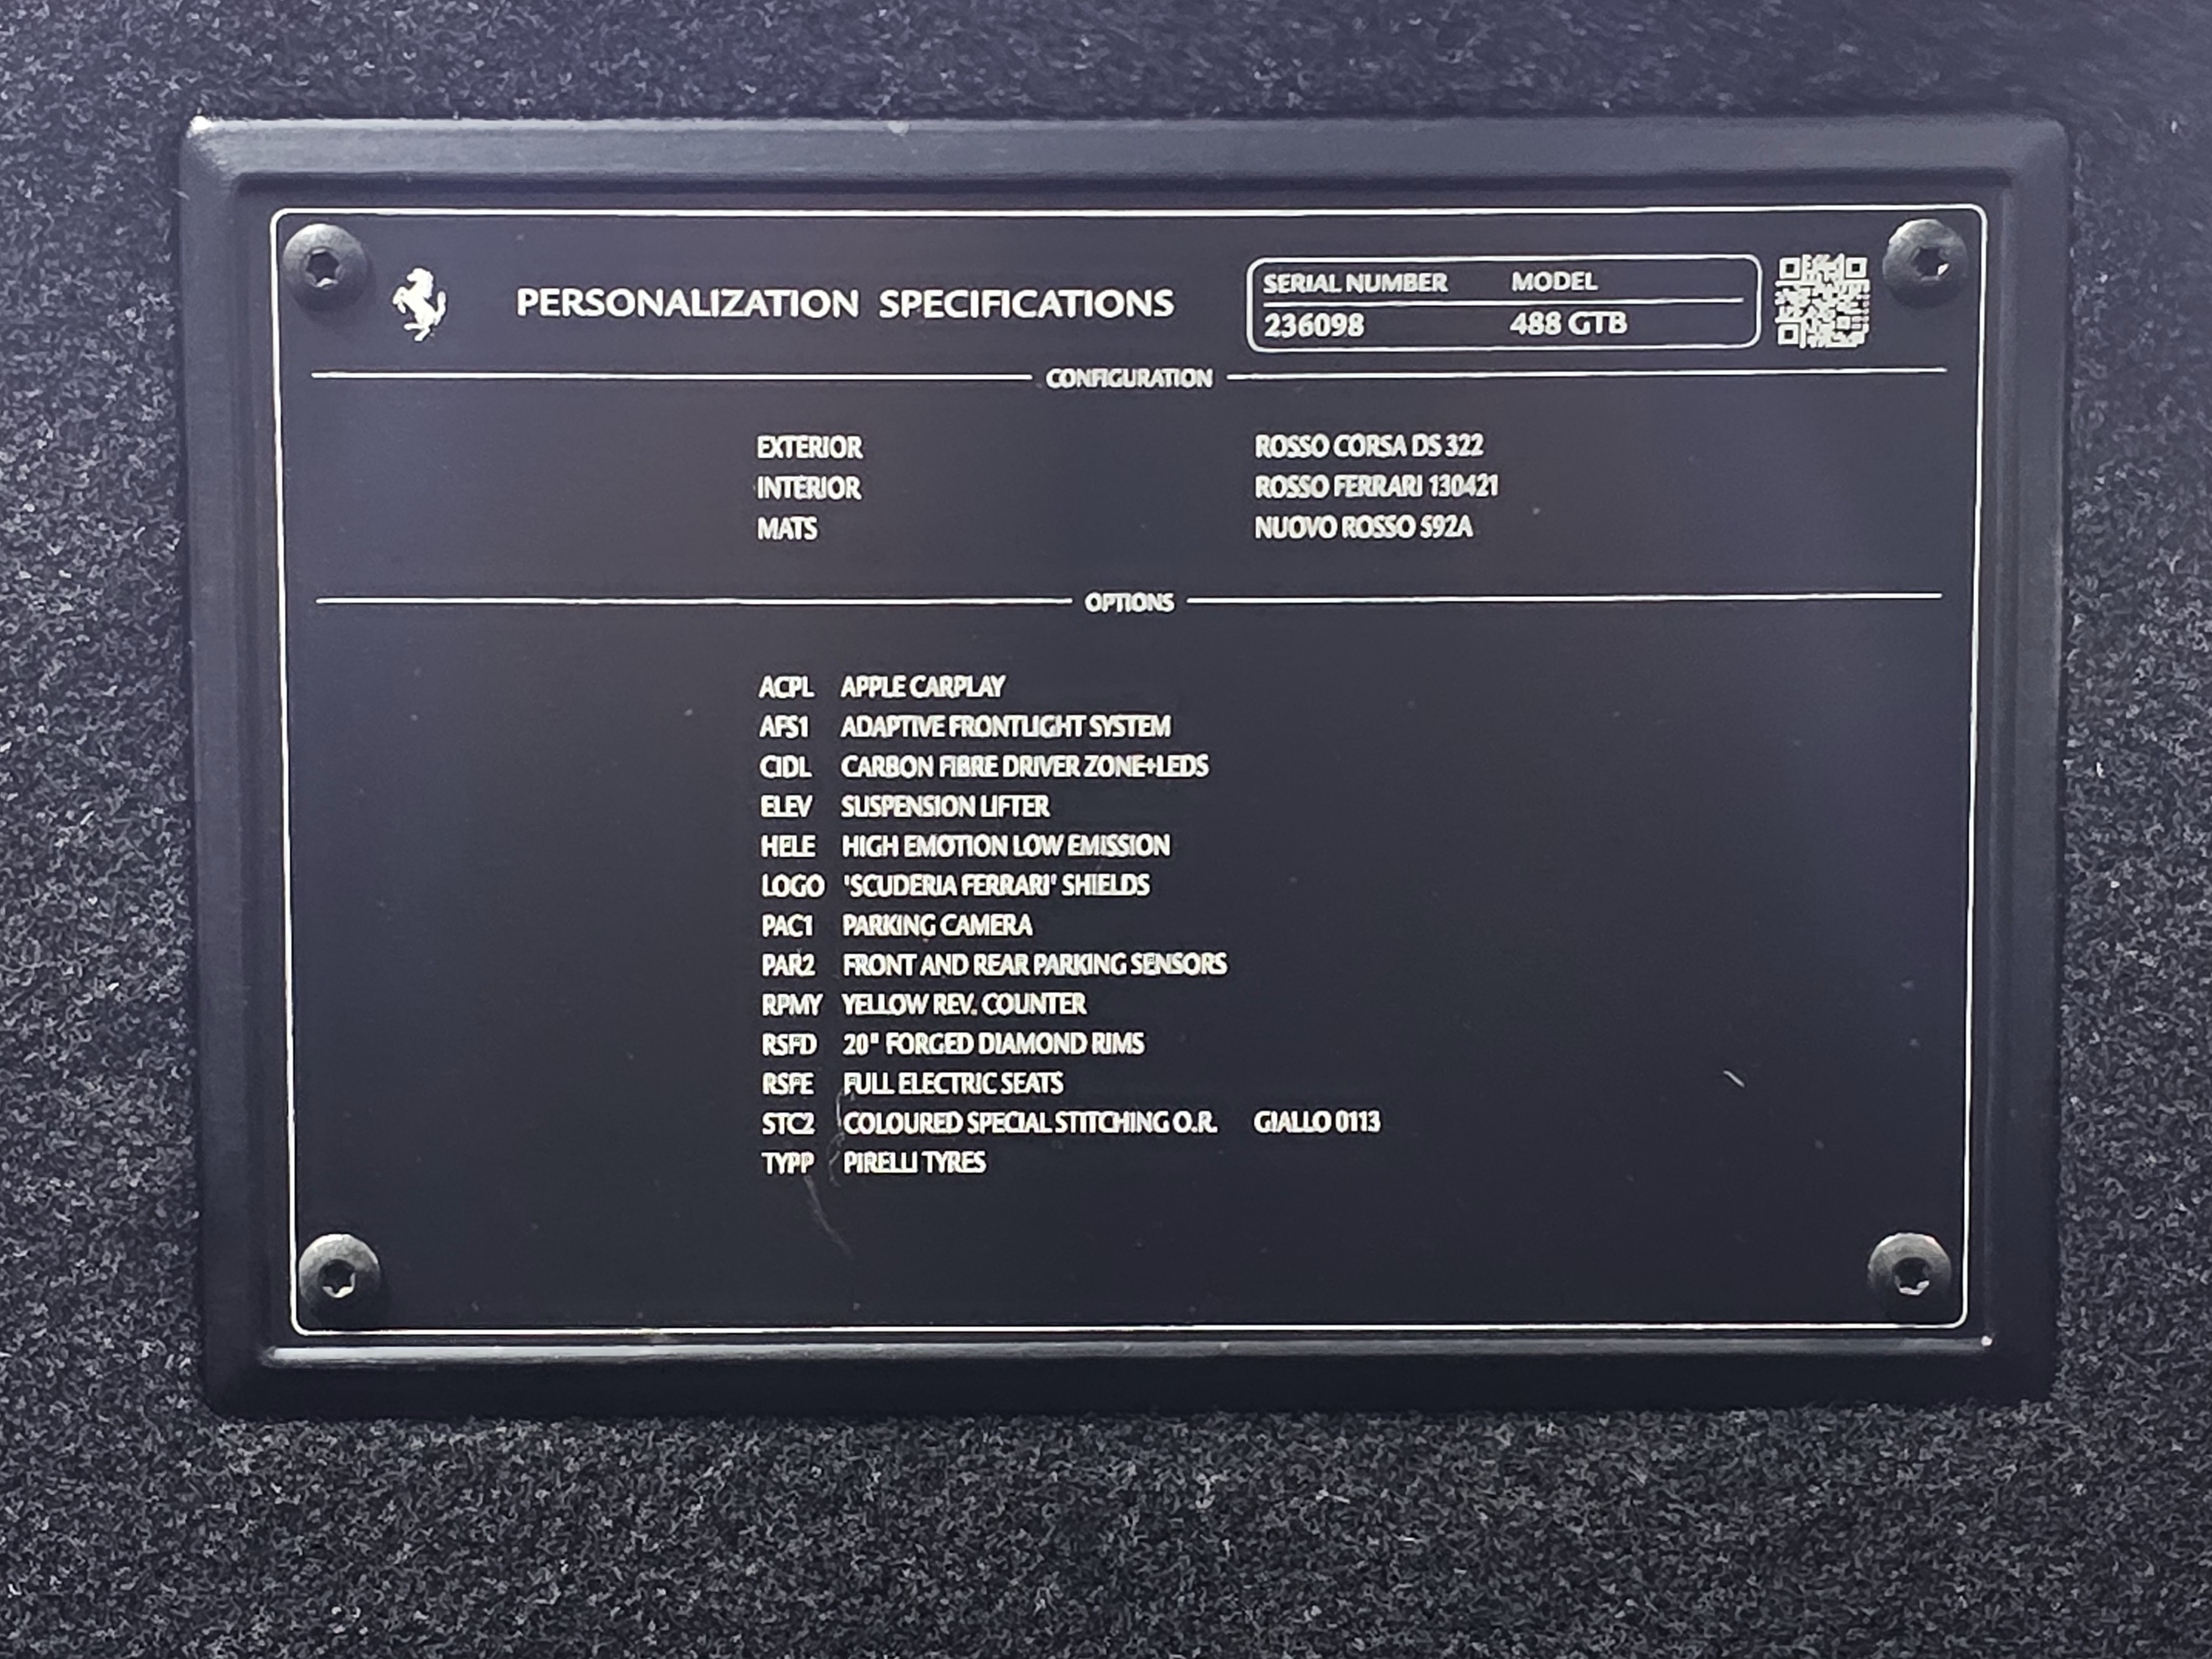 PERSONALIZATION SPECIFICATIONS
SERIAL NUMBER MODEL
236098 488 GTB
CONFIGURATION
EXTERIOR ROSSO CORSA DS 322
INTERIOR ROSSO FERRARI 130421
MATS NUOVO ROSSO 592A
OPTIONS
ACPL APPLE CARPLAY
AFS1 ADAPTIVE FRONTLIGHT SYSTEM
CIDL CARBON FIBRE DRIVER ZONE+LEDS
ELEV SUSPENSION LIFTER
HELE HIGH EMOTION LOW EMISSION
LOGO 'SCUDERIA FERRARI' SHIELDS
PAC1 PARKING CAMERA
PAR2 FRONT AND REAR PARKING SENSORS
RPMY YELLOW REV. COUNTER
RSFD 20" FORGED DIAMOND RIMS
RSFE FULL ELECTRIC SEATS
STC2 COLOURED SPECIAL STITCHING O.R. GIALLO 0113
TYPP PIRELLI TYRES